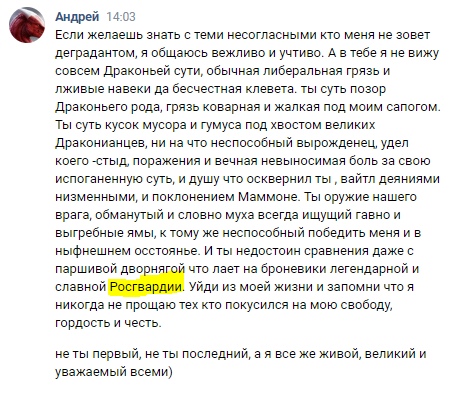 Андрей 14:03
Если желаешь знать с теми несогласными кто меня не зовет
деградантом, я общаюсь вежливо и учтиво. А в тебе я не вижу
совсем Драконьей сути, обычная либеральная грязь и
лживые навеки да бесчестная клевета. ты суть позор
Драконьего рода, грязь коварная и жалкая под моим сапогом.
Ты суть кусок мусора и гумуса под хвостом великих
Драконианцев, ни на что неспособный вырожденец, удел
коего -стыд, поражения и вечная невыносимая боль за свою
испоганенную суть, и душу что осквернил ты , вайтл деяниями
низменными, и поклонением Маммоне. Ты оружие нашего
врага, обманутый и словно муха всегда ищущий гавно и
выгребные ямы, к тому же неспособный победить меня и в
ныфнешнем осстоянье. И ты недостоин сравнения даже с
паршивой дворнягой что лает на броневики легендарной и
славной Росгвардии. Уйди из моей жизни и запомни что я
никогда не прощаю тех кто покусился на мою свободу,
гордость и честь.
не ты первый, не ты последний, а я все же живой, великий и
уважаемый всеми)